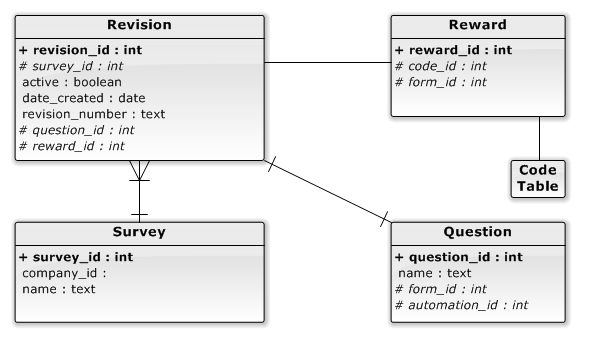 Revision
+ revision_id : int
# survey_id : int
active : boolean
date_created : date
revision_number : text
# question_id : int
# reward_id : int
Reward
+ reward_id : int
# code_id : int
# form_id : int
Code
Table
Survey
+ survey_id : int
company_id :
name : text
Question
+ question_id : int
name : text
# form_id : int
# automation_id : int